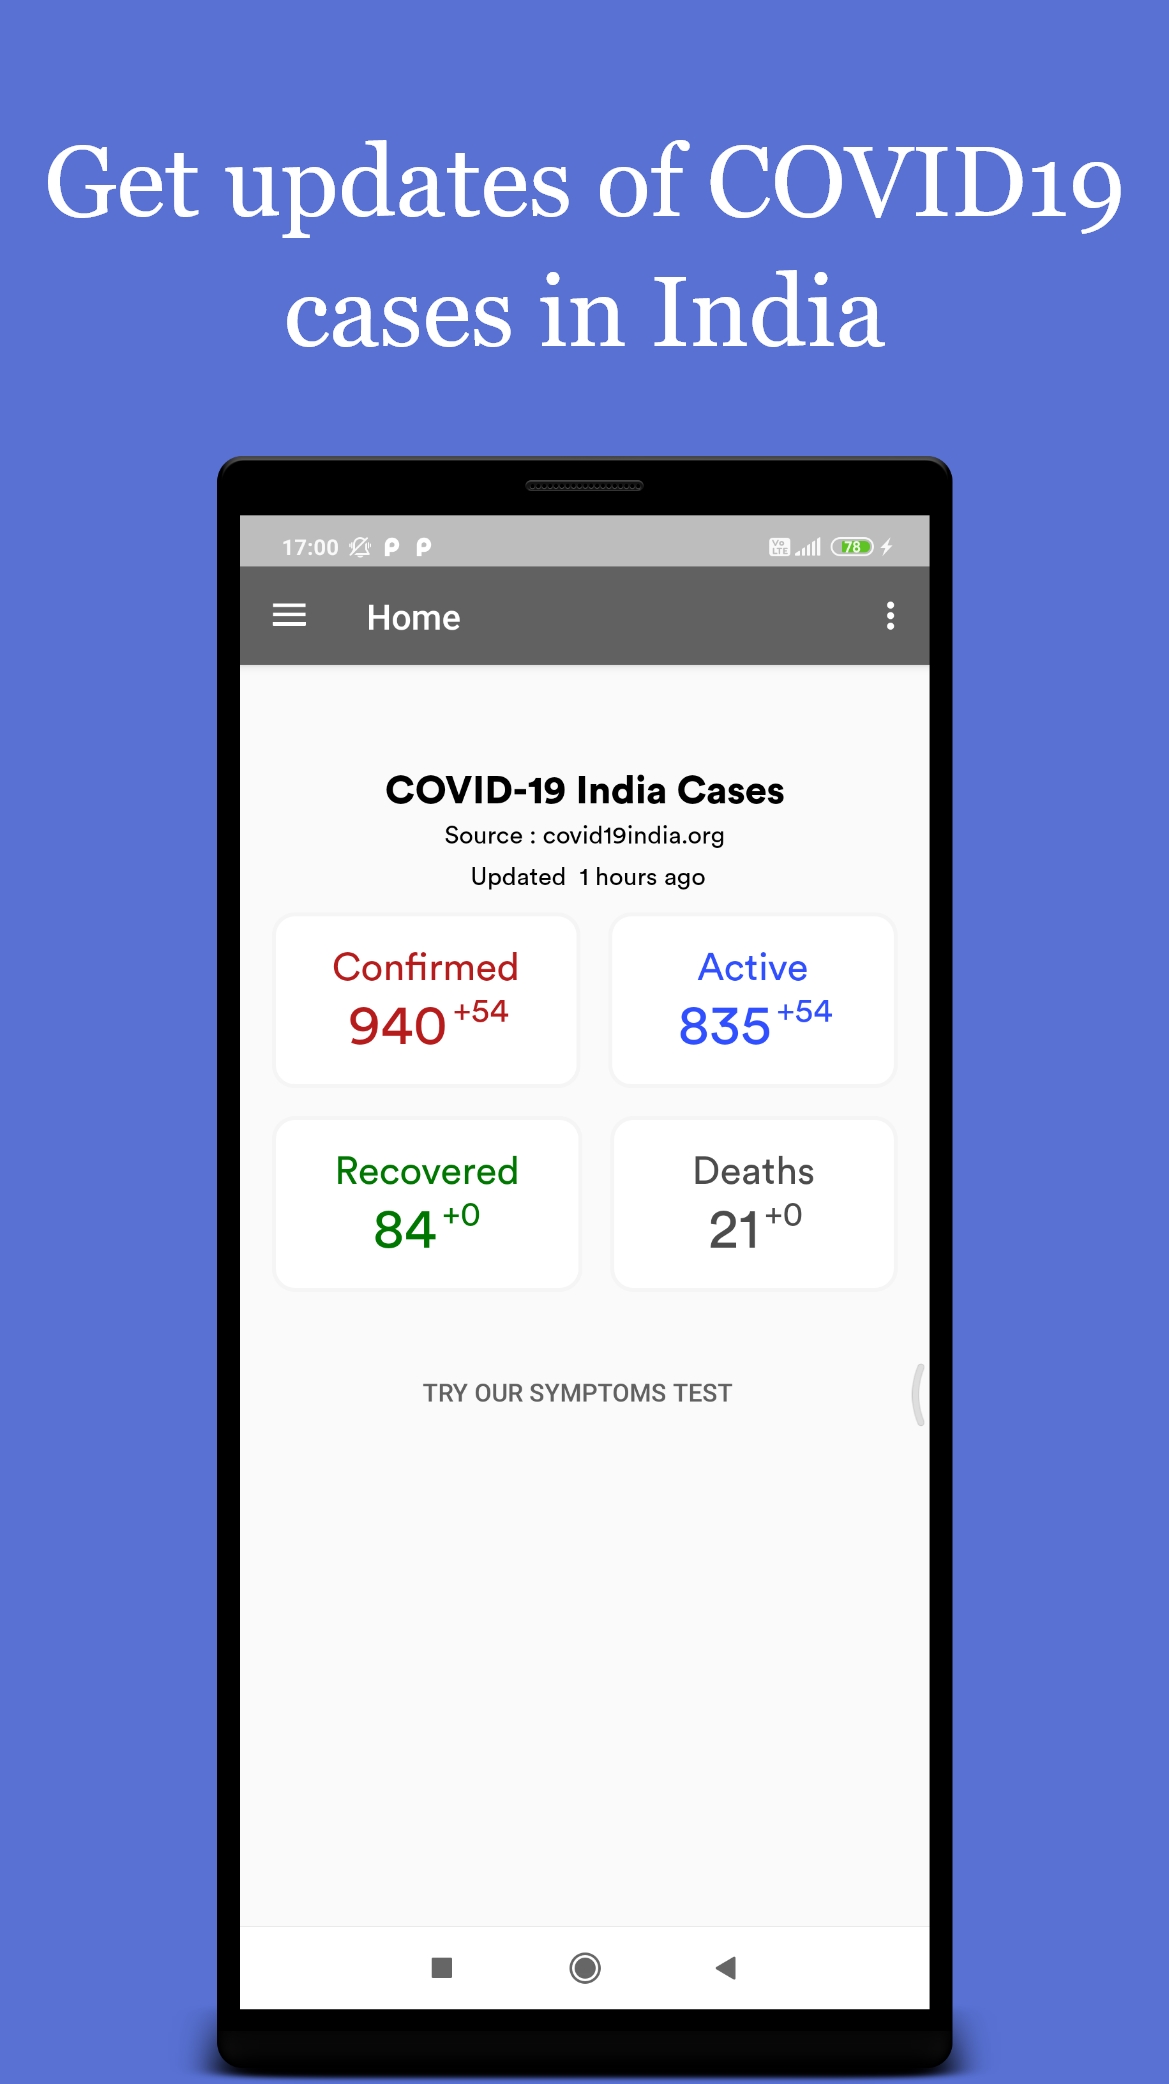 Get updates of COVID19
cases in India
17:00
Vo LTE
78
Home
COVID-19 India Cases
Source : covid19india.org
Updated 1 hours ago
Confirmed
940 +54
Active
835 +54
Recovered
84 +0
Deaths
21 +0
TRY OUR SYMPTOMS TEST